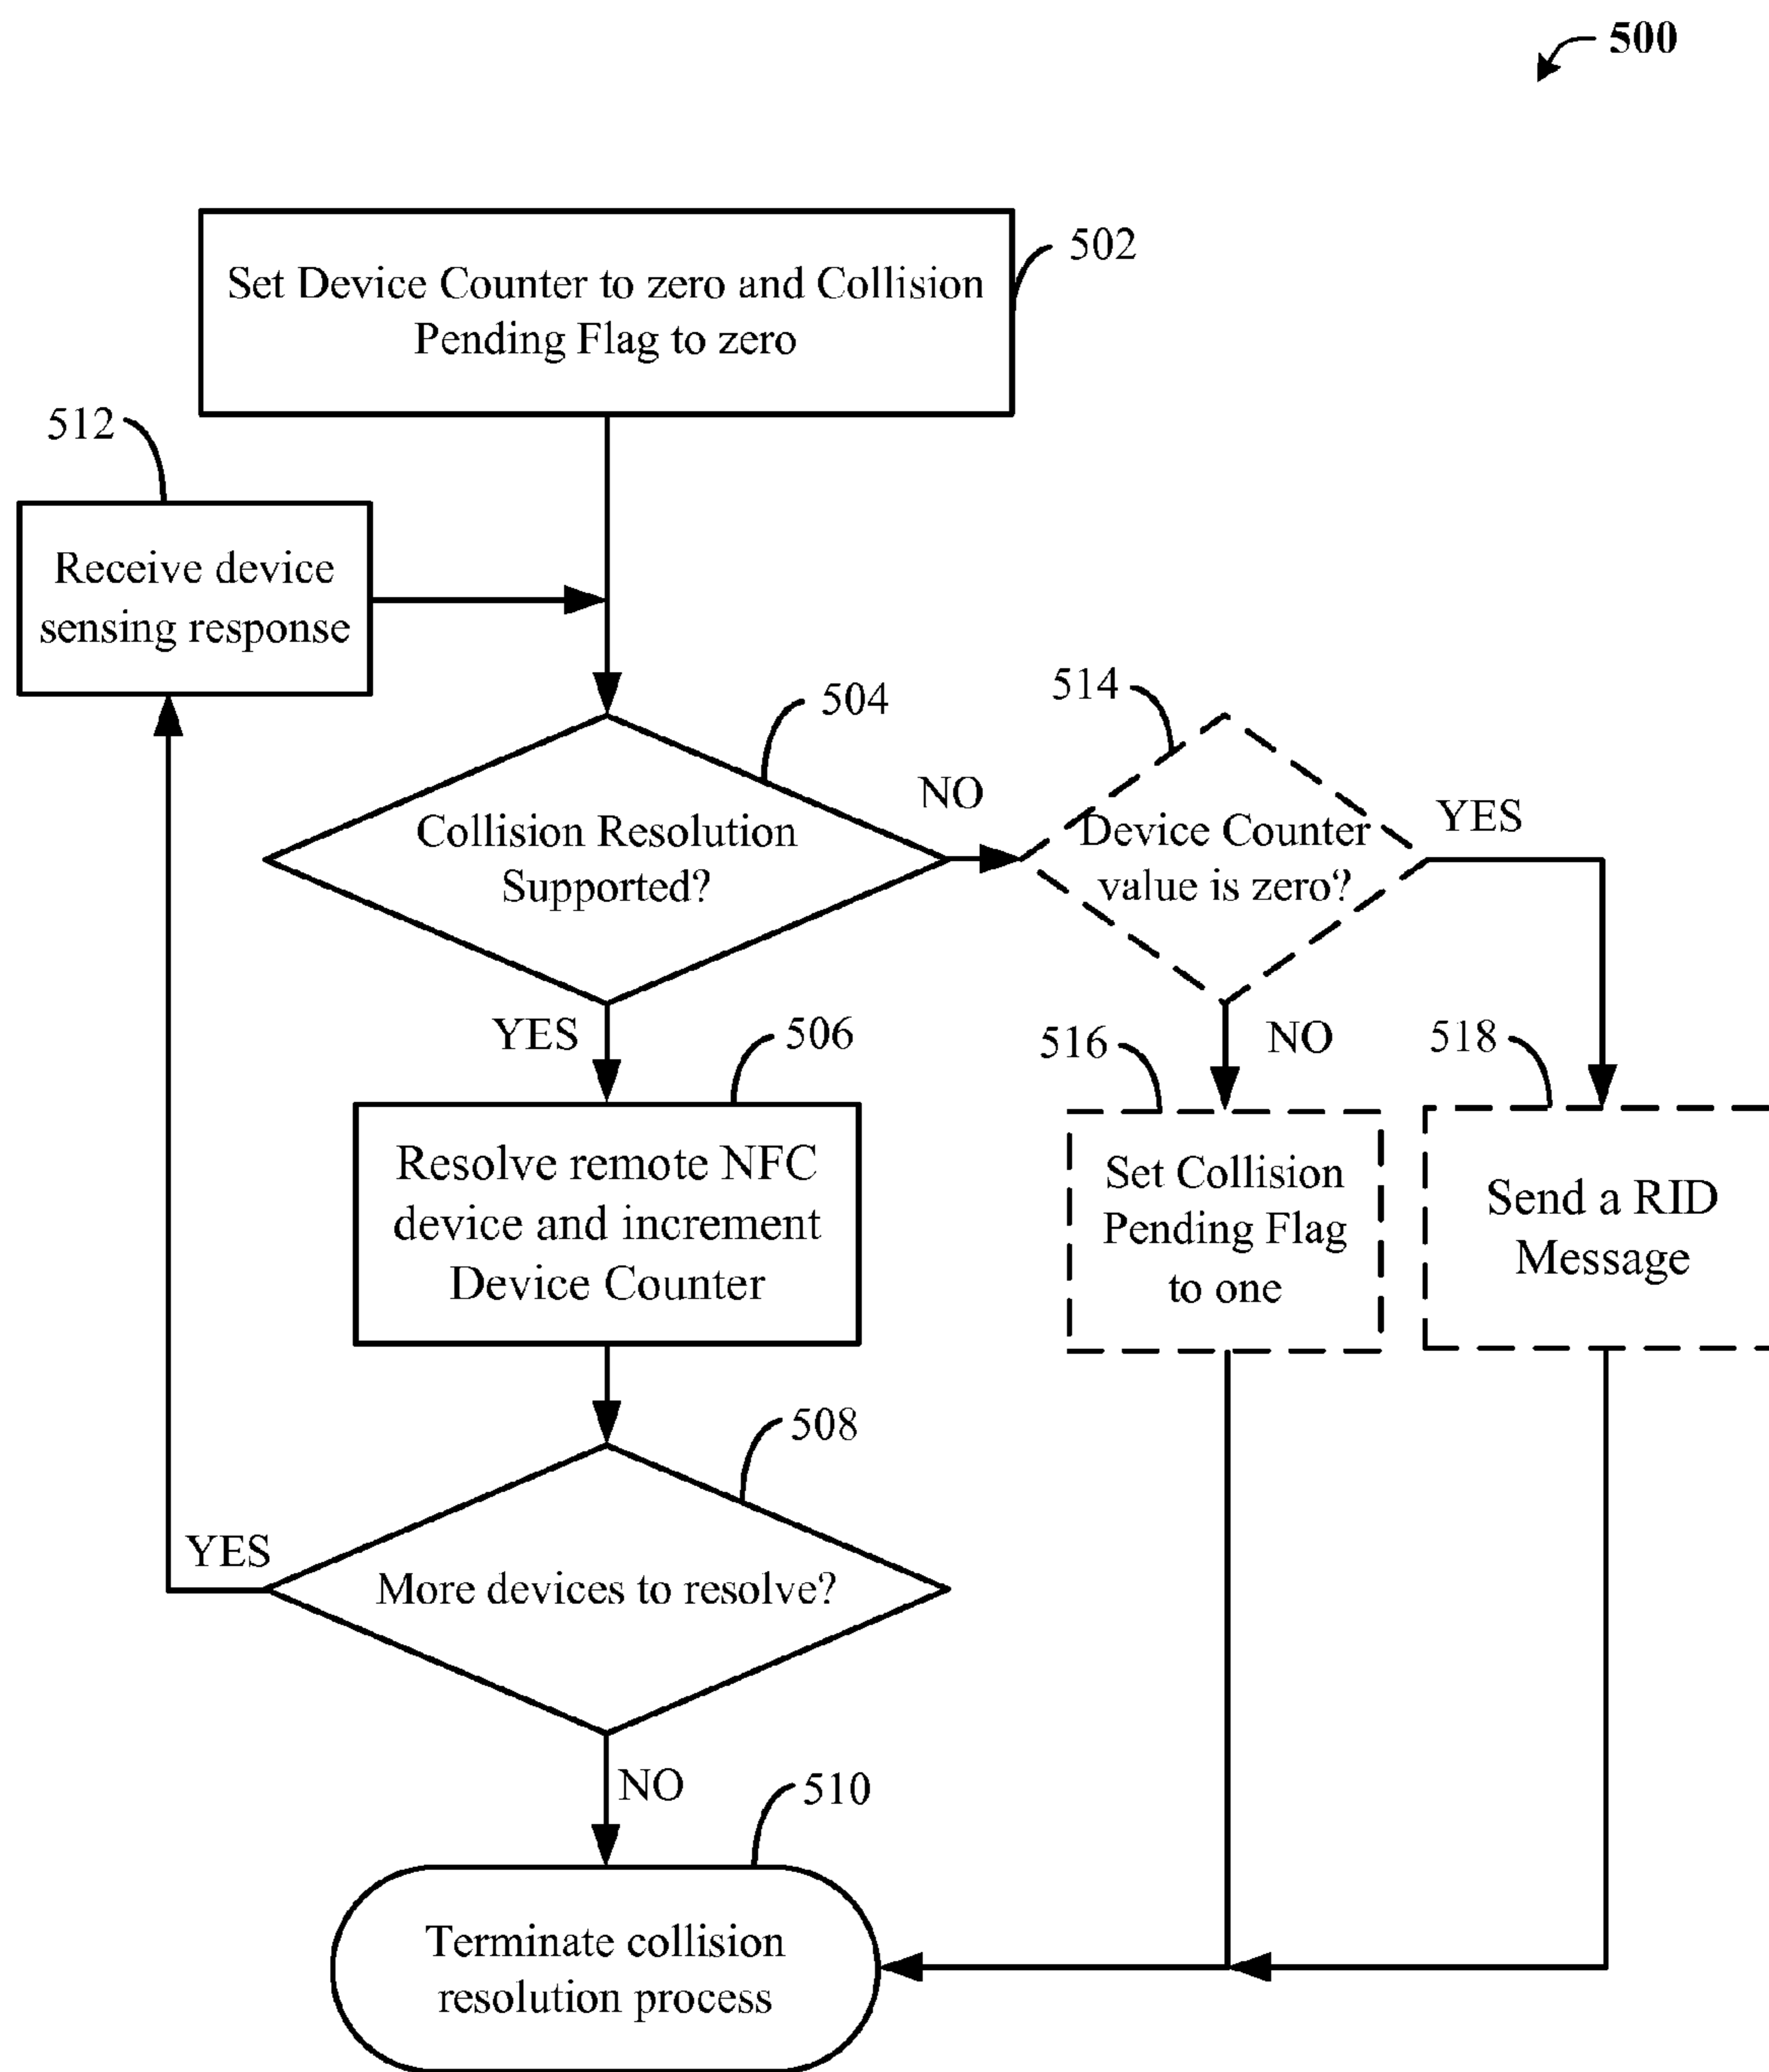 500
Set Device Counter to zero and Collision
Pending Flag to zero
502
512
Receive device
sensing response
504
514
Collision Resolution
Supported?
NO
Device Counter
value is zero?
YES
YES
506
516
NO
518
Resolve remote NFC
device and increment
Device Counter
Set Collision
Pending Flag
to one
Send a RID
Message
508
YES
More devices to resolve?
NO
510
Terminate collision
resolution process